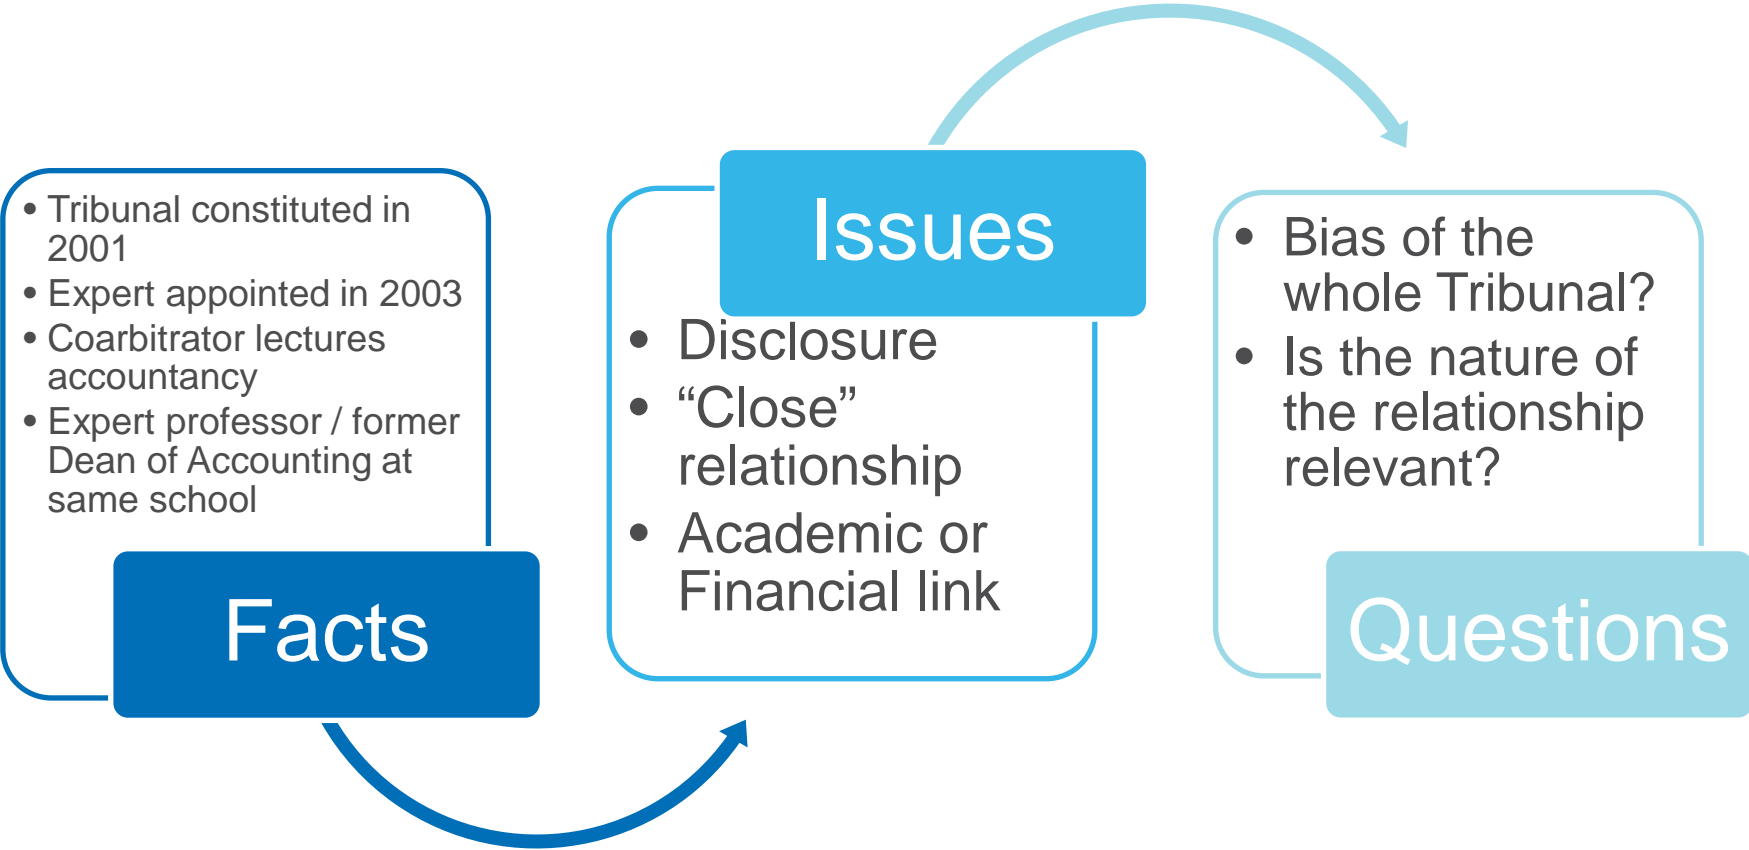 • Tribunal constituted in
2001
• Expert appointed in 2003
• Coarbitrator lectures
accountancy
• Expert professor / former
Dean of Accounting at
same school
Facts
Issues
• Disclosure
• “Close”
relationship
• Academic or
Financial link
• Bias of the
whole Tribunal?
• Is the nature of
the relationship
relevant?
Questions